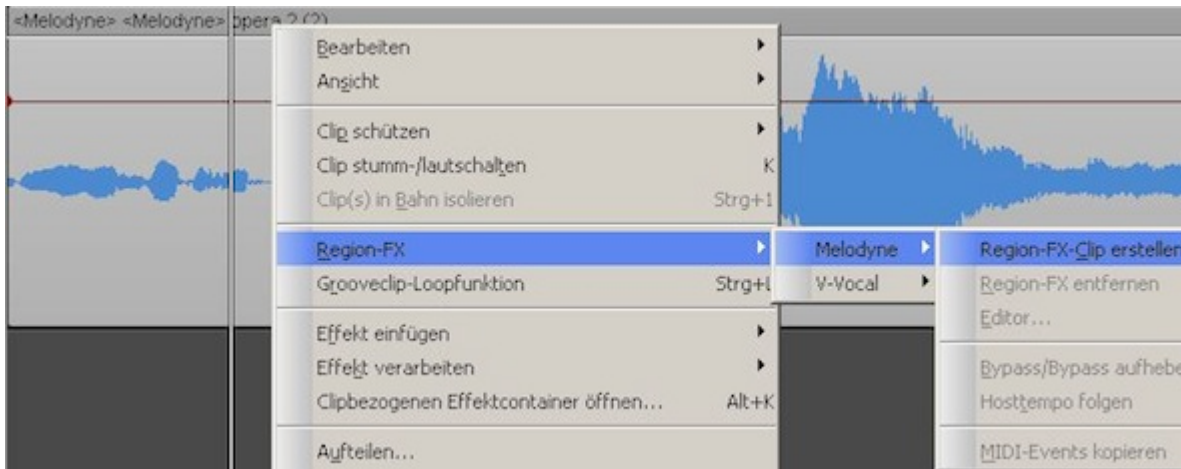 <Melodyne> <Melodyne> opera 2 (2)
Bearbeiten
Ansicht
Clip schützen
Clip stumm-/lautschalten K
Clip(s) in Bahn isolieren Strg+1
Region-FX
Grooveclip-Loopfunktion Strg+L
Effekt einfügen
Effekt verarbeiten
Clipbezogenen Effektcontainer öffnen... Alt+K
Aufteilen...
Melodyne
V-Vocal
Region-FX-Clip erstellen
Region-FX entfernen
Editor...
Bypass/Bypass aufhebe
Hosttempo folgen
MIDI-Events kopieren